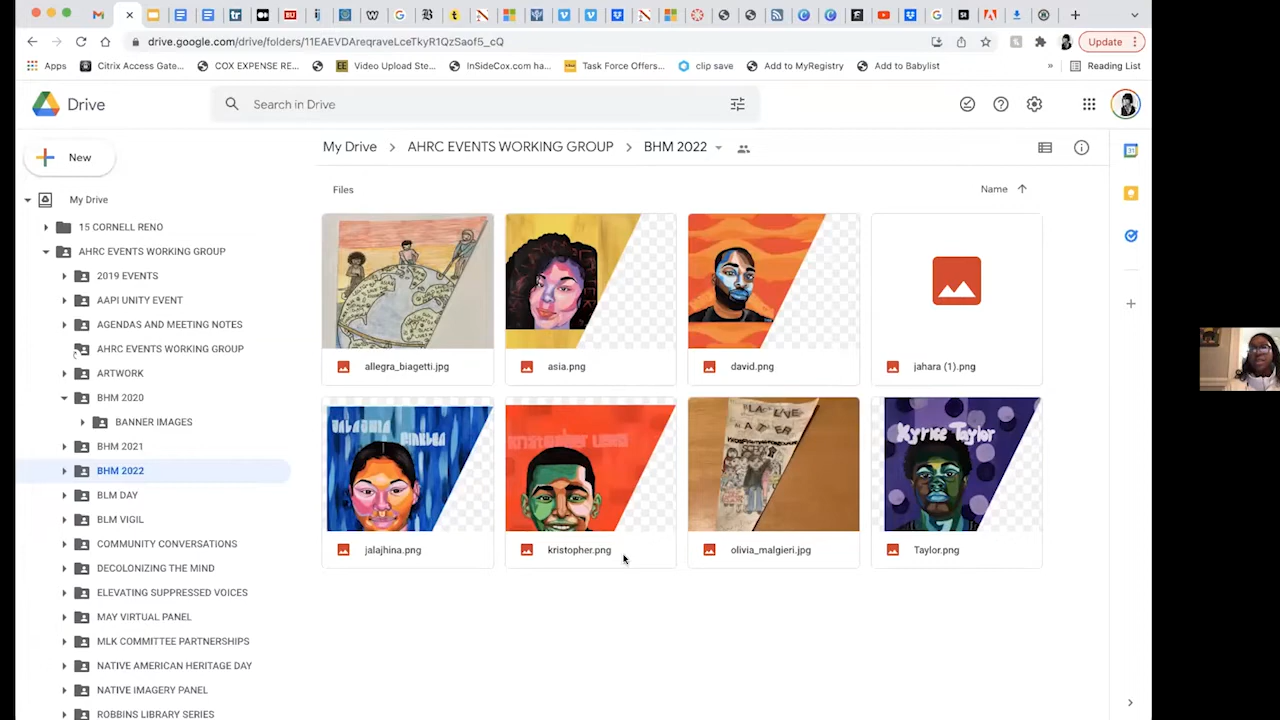 drive.google.com/drive/folders/11EAEVDAreqraveLceTkyR1QzSaof5_cQ
Update
Apps
Citrix Access Gate...
COX EXPENSE RE...
Video Upload Ste...
InSideCox.com ha...
Task Force Offers...
clip save
Add to MyRegistry
Add to Babylist
»
Reading List
Drive
Search in Drive
New
My Drive > AHRC EVENTS WORKING GROUP > BHM 2022
My Drive
15 CORNELL RENO
AHRC EVENTS WORKING GROUP
2019 EVENTS
AAPI UNITY EVENT
AGENDAS AND MEETING NOTES
AHRC EVENTS WORKING GROUP
ARTWORK
BHM 2020
BANNER IMAGES
BHM 2021
BHM 2022
BLM DAY
BLM VIGIL
COMMUNITY CONVERSATIONS
DECOLONIZING THE MIND
ELEVATING SUPPRESSED VOICES
MAY VIRTUAL PANEL
MLK COMMITTEE PARTNERSHIPS
NATIVE AMERICAN HERITAGE DAY
NATIVE IMAGERY PANEL
ROBBINS LIBRARY SERIES
Files
Name
allegra_biagetti.jpg
asia.png
david.png
jahara (1).png
Kyrice Taylor
jalajhina.png
kristopher.png
olivia_malgieri.jpg
Taylor.png